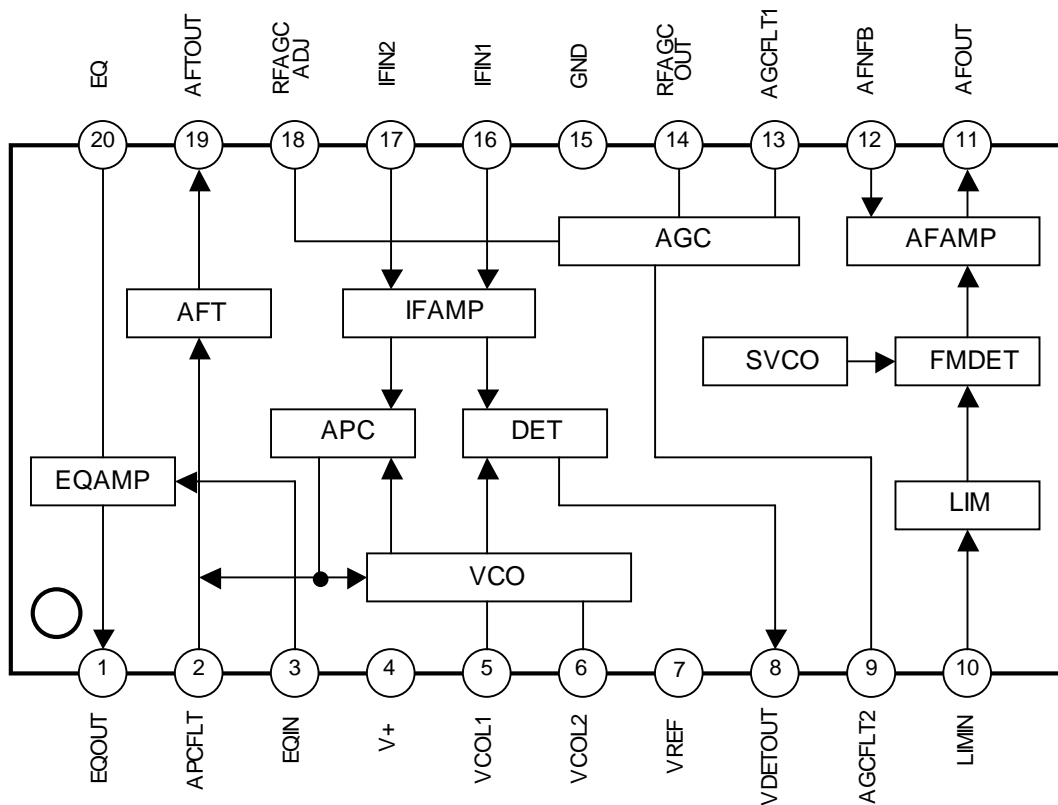 EQ
AFTOUT
RFAGC
ADJ
IFIN2
IFIN1
GND
RFAGC
OUT
AGCFLT1
AFNFB
AFOUT
20
19
18
17
16
15
14
13
12
11
AGC
AFAMP
AFT
IFAMP
SVCO
FMDET
APC
DET
EQAMP
LIM
VCO
1
2
3
4
5
6
7
8
9
10
EQOUT
APCFLT
EQIN
V+
VCOL1
VCOL2
VREF
VDETOUT
AGCFLT2
LIMIN